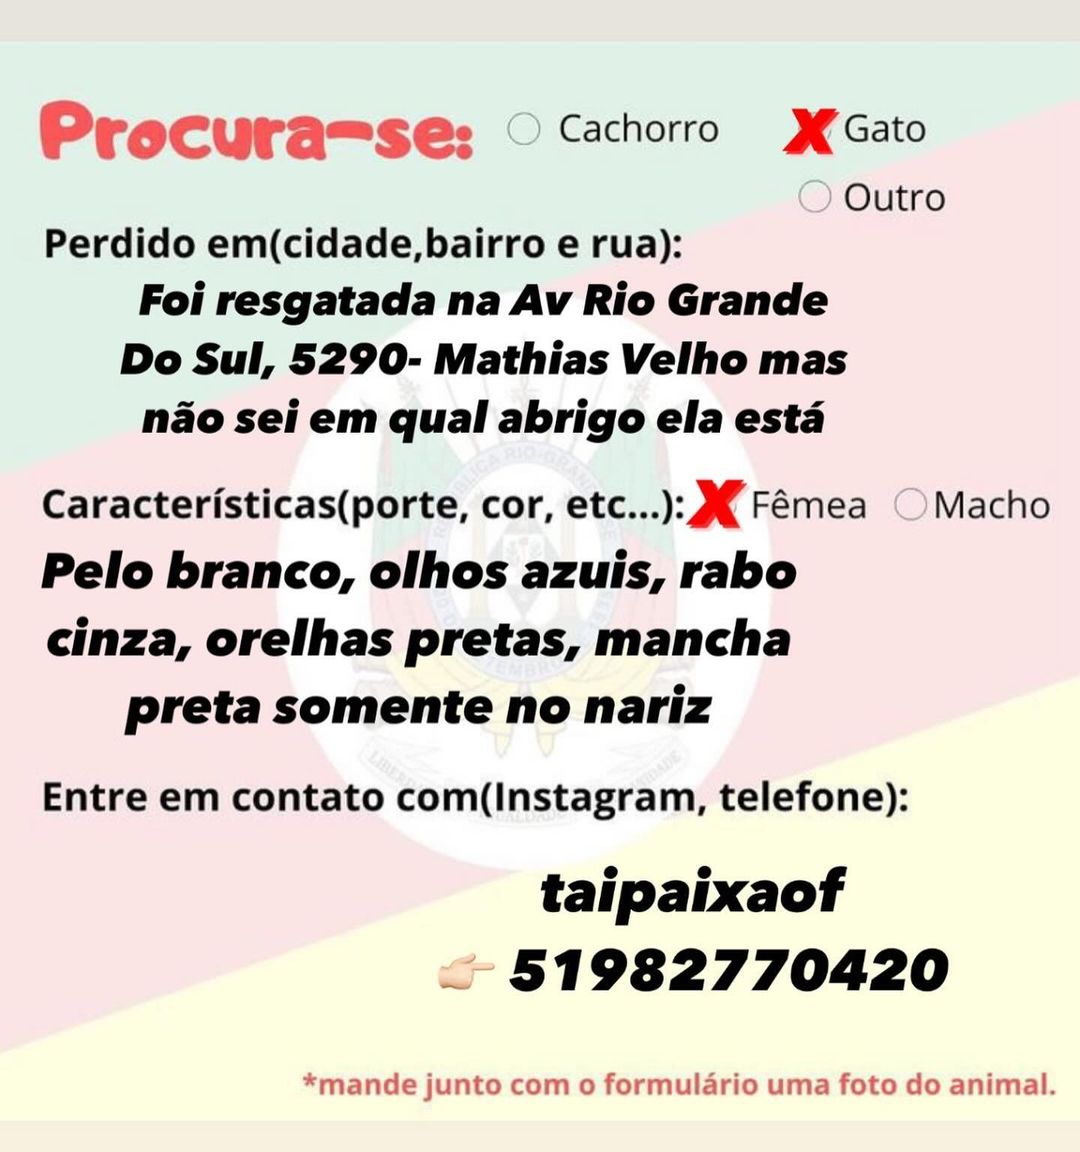 Procura-se: Cachorro X Gato
Outro
Perdido em(cidade,bairro e rua):
Foi resgatada na Av Rio Grande
Do Sul, 5290- Mathias Velho mas
não sei em qual abrigo ela está
Características(porte, cor, etc...): X Fêmea Macho
Pelo branco, olhos azuis, rabo
cinza, orelhas pretas, mancha
preta somente no nariz
Entre em contato com(Instagram, telefone):
taipaixaof
👉🏻 51982770420
*mande junto com o formulário uma foto do animal.